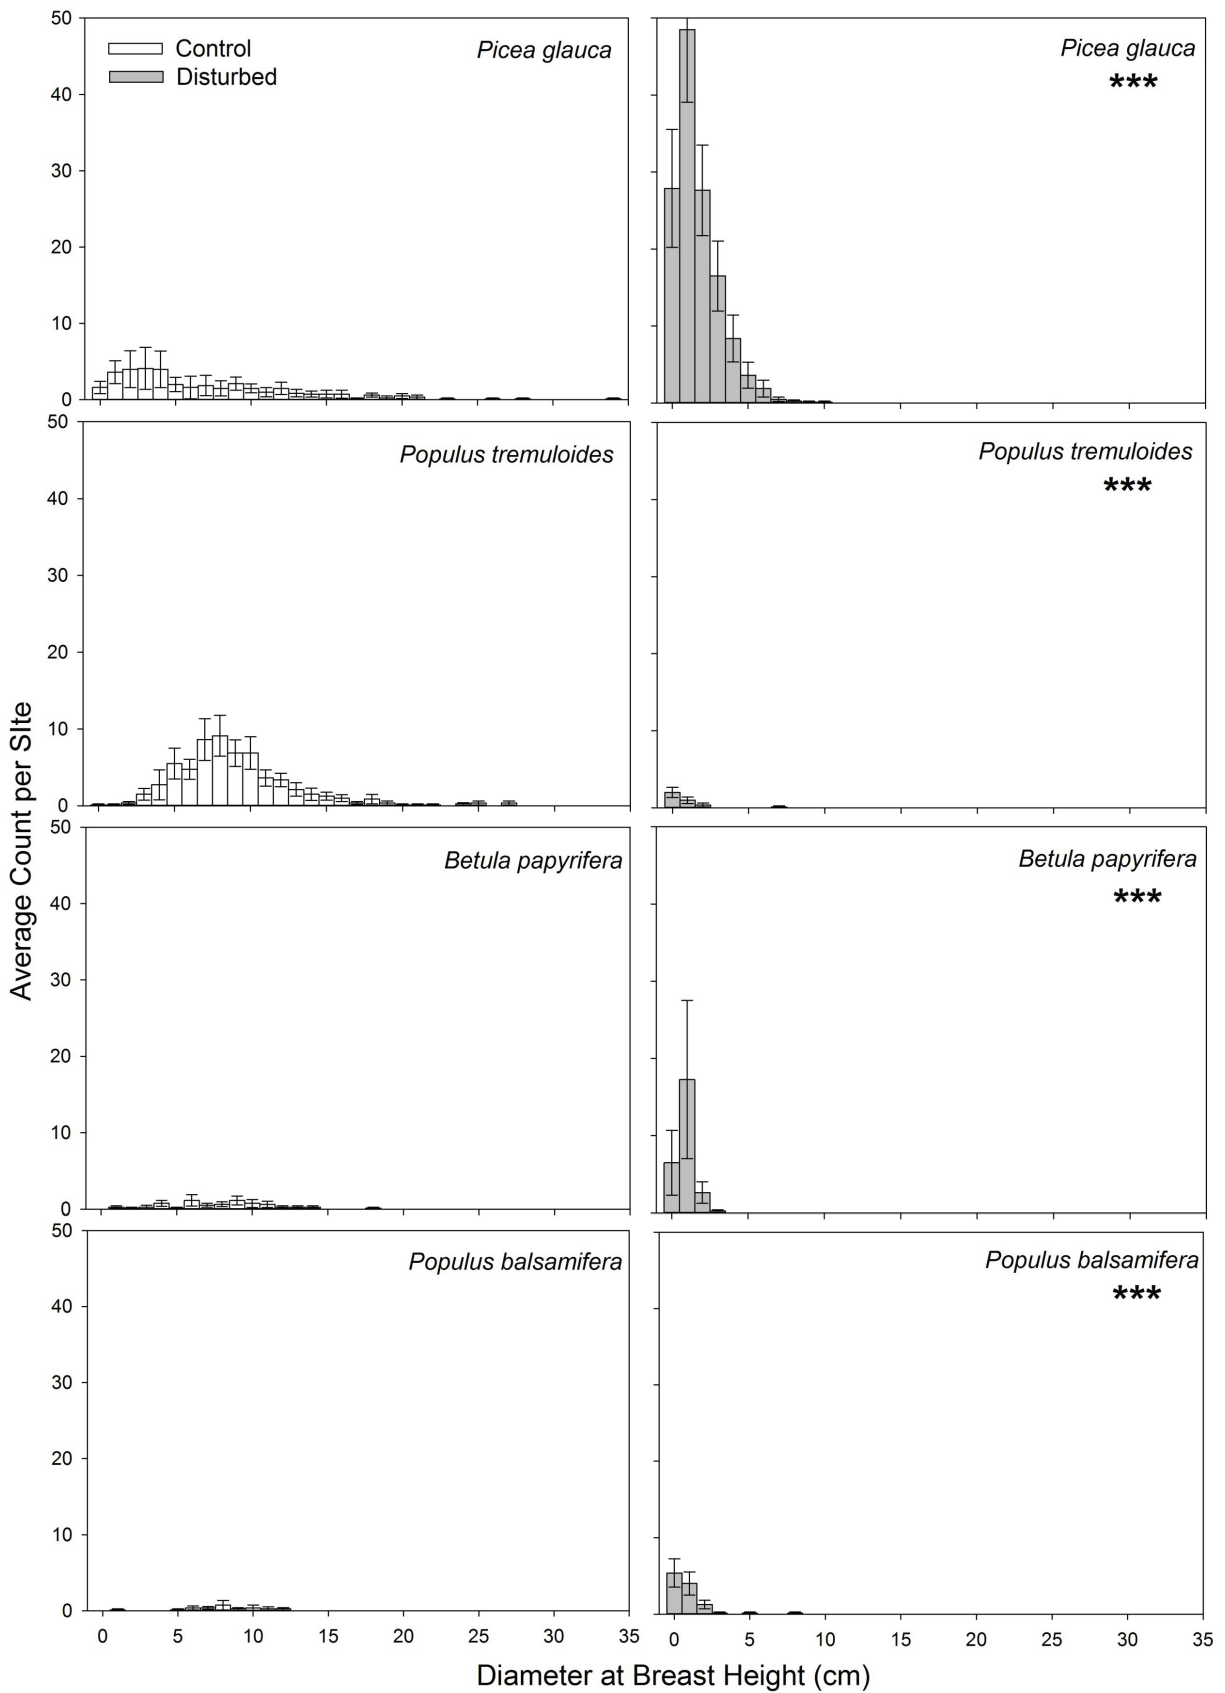 50
Control
Picea glauca
Picea glauca
Disturbed
***
40
30
20
10
0
50
Populus tremuloides
Populus tremuloides
***
40
30
20
10
0
Average Count per SIte
50
Betula papyrifera
Betula papyrifera
***
40
30
20
10
0
50
Populus balsamifera
Populus balsamifera
***
40
30
20
10
0
0 5 10 15 20 25 30 35
0 5 10 15 20 25 30 35
Diameter at Breast Height (cm)